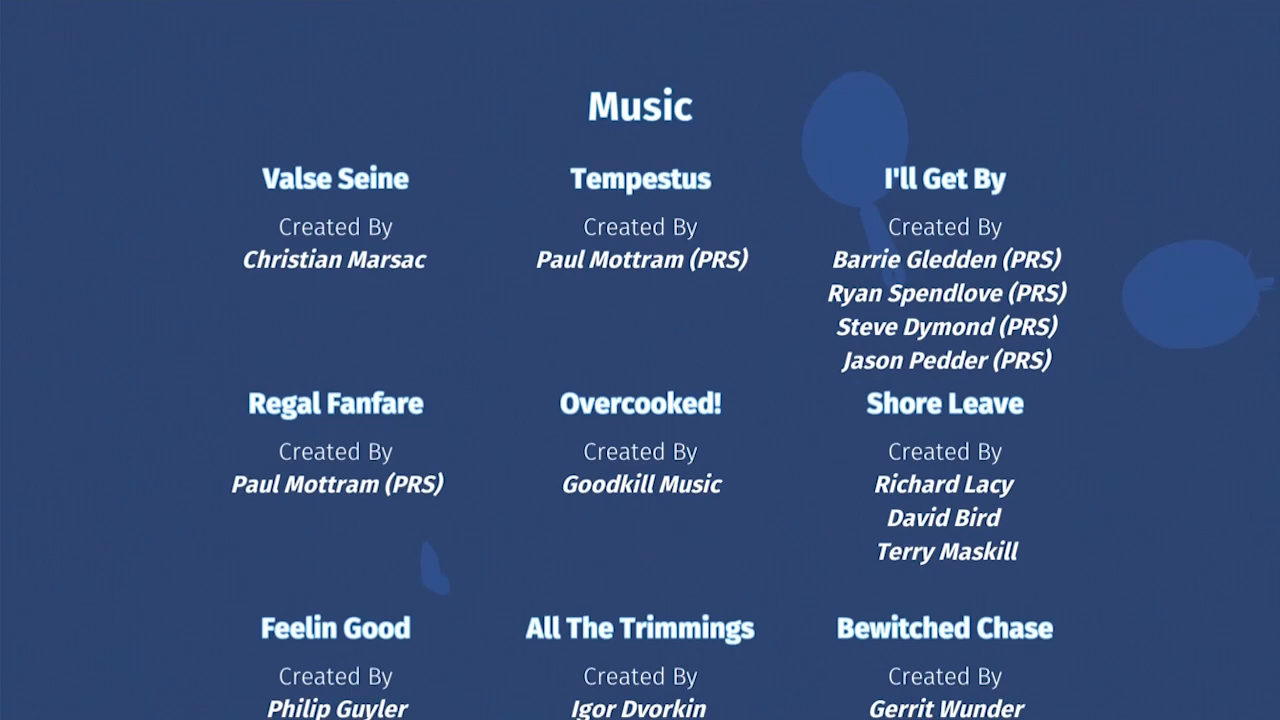 Music
Valse Seine
Created By
Christian Marsac
Tempestus
Created By
Paul Mottram (PRS)
I'll Get By
Created By
Barrie Gledden (PRS)
Ryan Spendlove (PRS)
Steve Dymond (PRS)
Jason Pedder (PRS)
Regal Fanfare
Created By
Paul Mottram (PRS)
Overcooked!
Created By
Goodkill Music
Shore Leave
Created By
Richard Lacy
David Bird
Terry Maskill
Feelin Good
Created By
Philip Guyler
All The Trimmings
Created By
Igor Dvorkin
Bewitched Chase
Created By
Gerrit Wunder